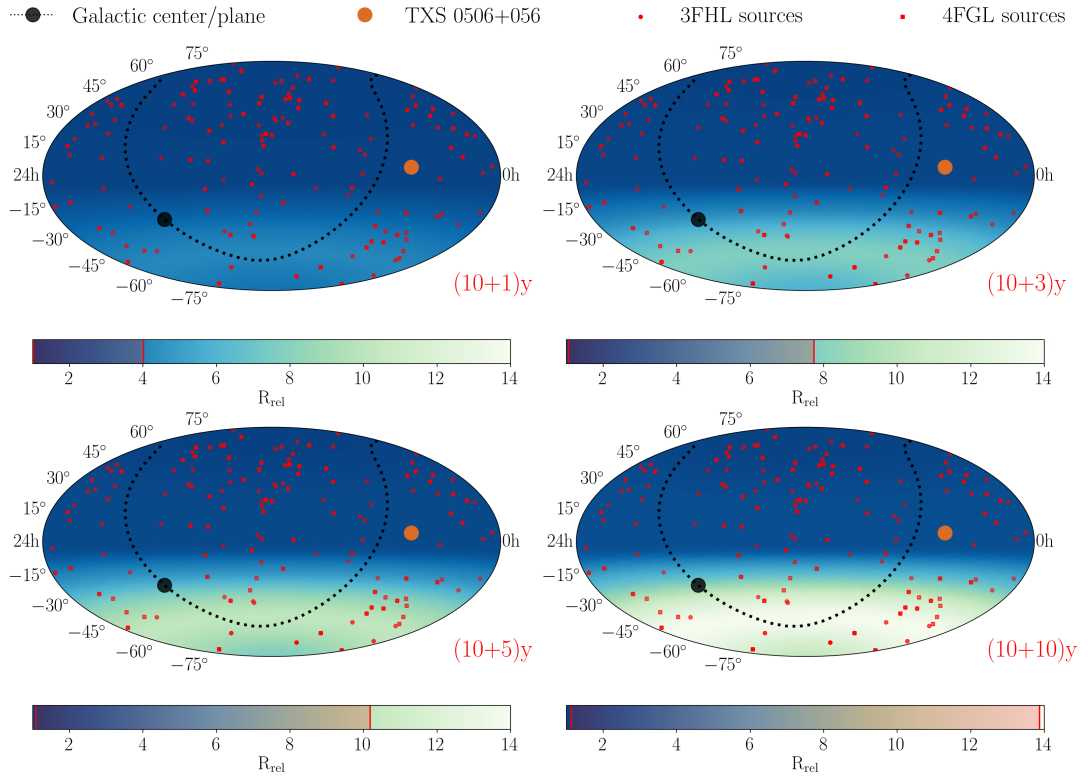 Galactic center/plane TXS 0506+056 3FHL sources 4FGL sources
75° 75°
60° 60°
45° 45°
30° 30°
15° 15°
24h 0h 24h 0h
−15° −15°
−30° −30°
−45° −45°
−60° −60°
−75° −75°
(10+1)y (10+3)y
2 4 6 8 10 12 14 2 4 6 8 10 12 14
R_rel R_rel
75° 75°
60° 60°
45° 45°
30° 30°
15° 15°
24h 0h 24h 0h
−15° −15°
−30° −30°
−45° −45°
−60° −60°
−75° −75°
(10+5)y (10+10)y
2 4 6 8 10 12 14 2 4 6 8 10 12 14
R_rel R_rel